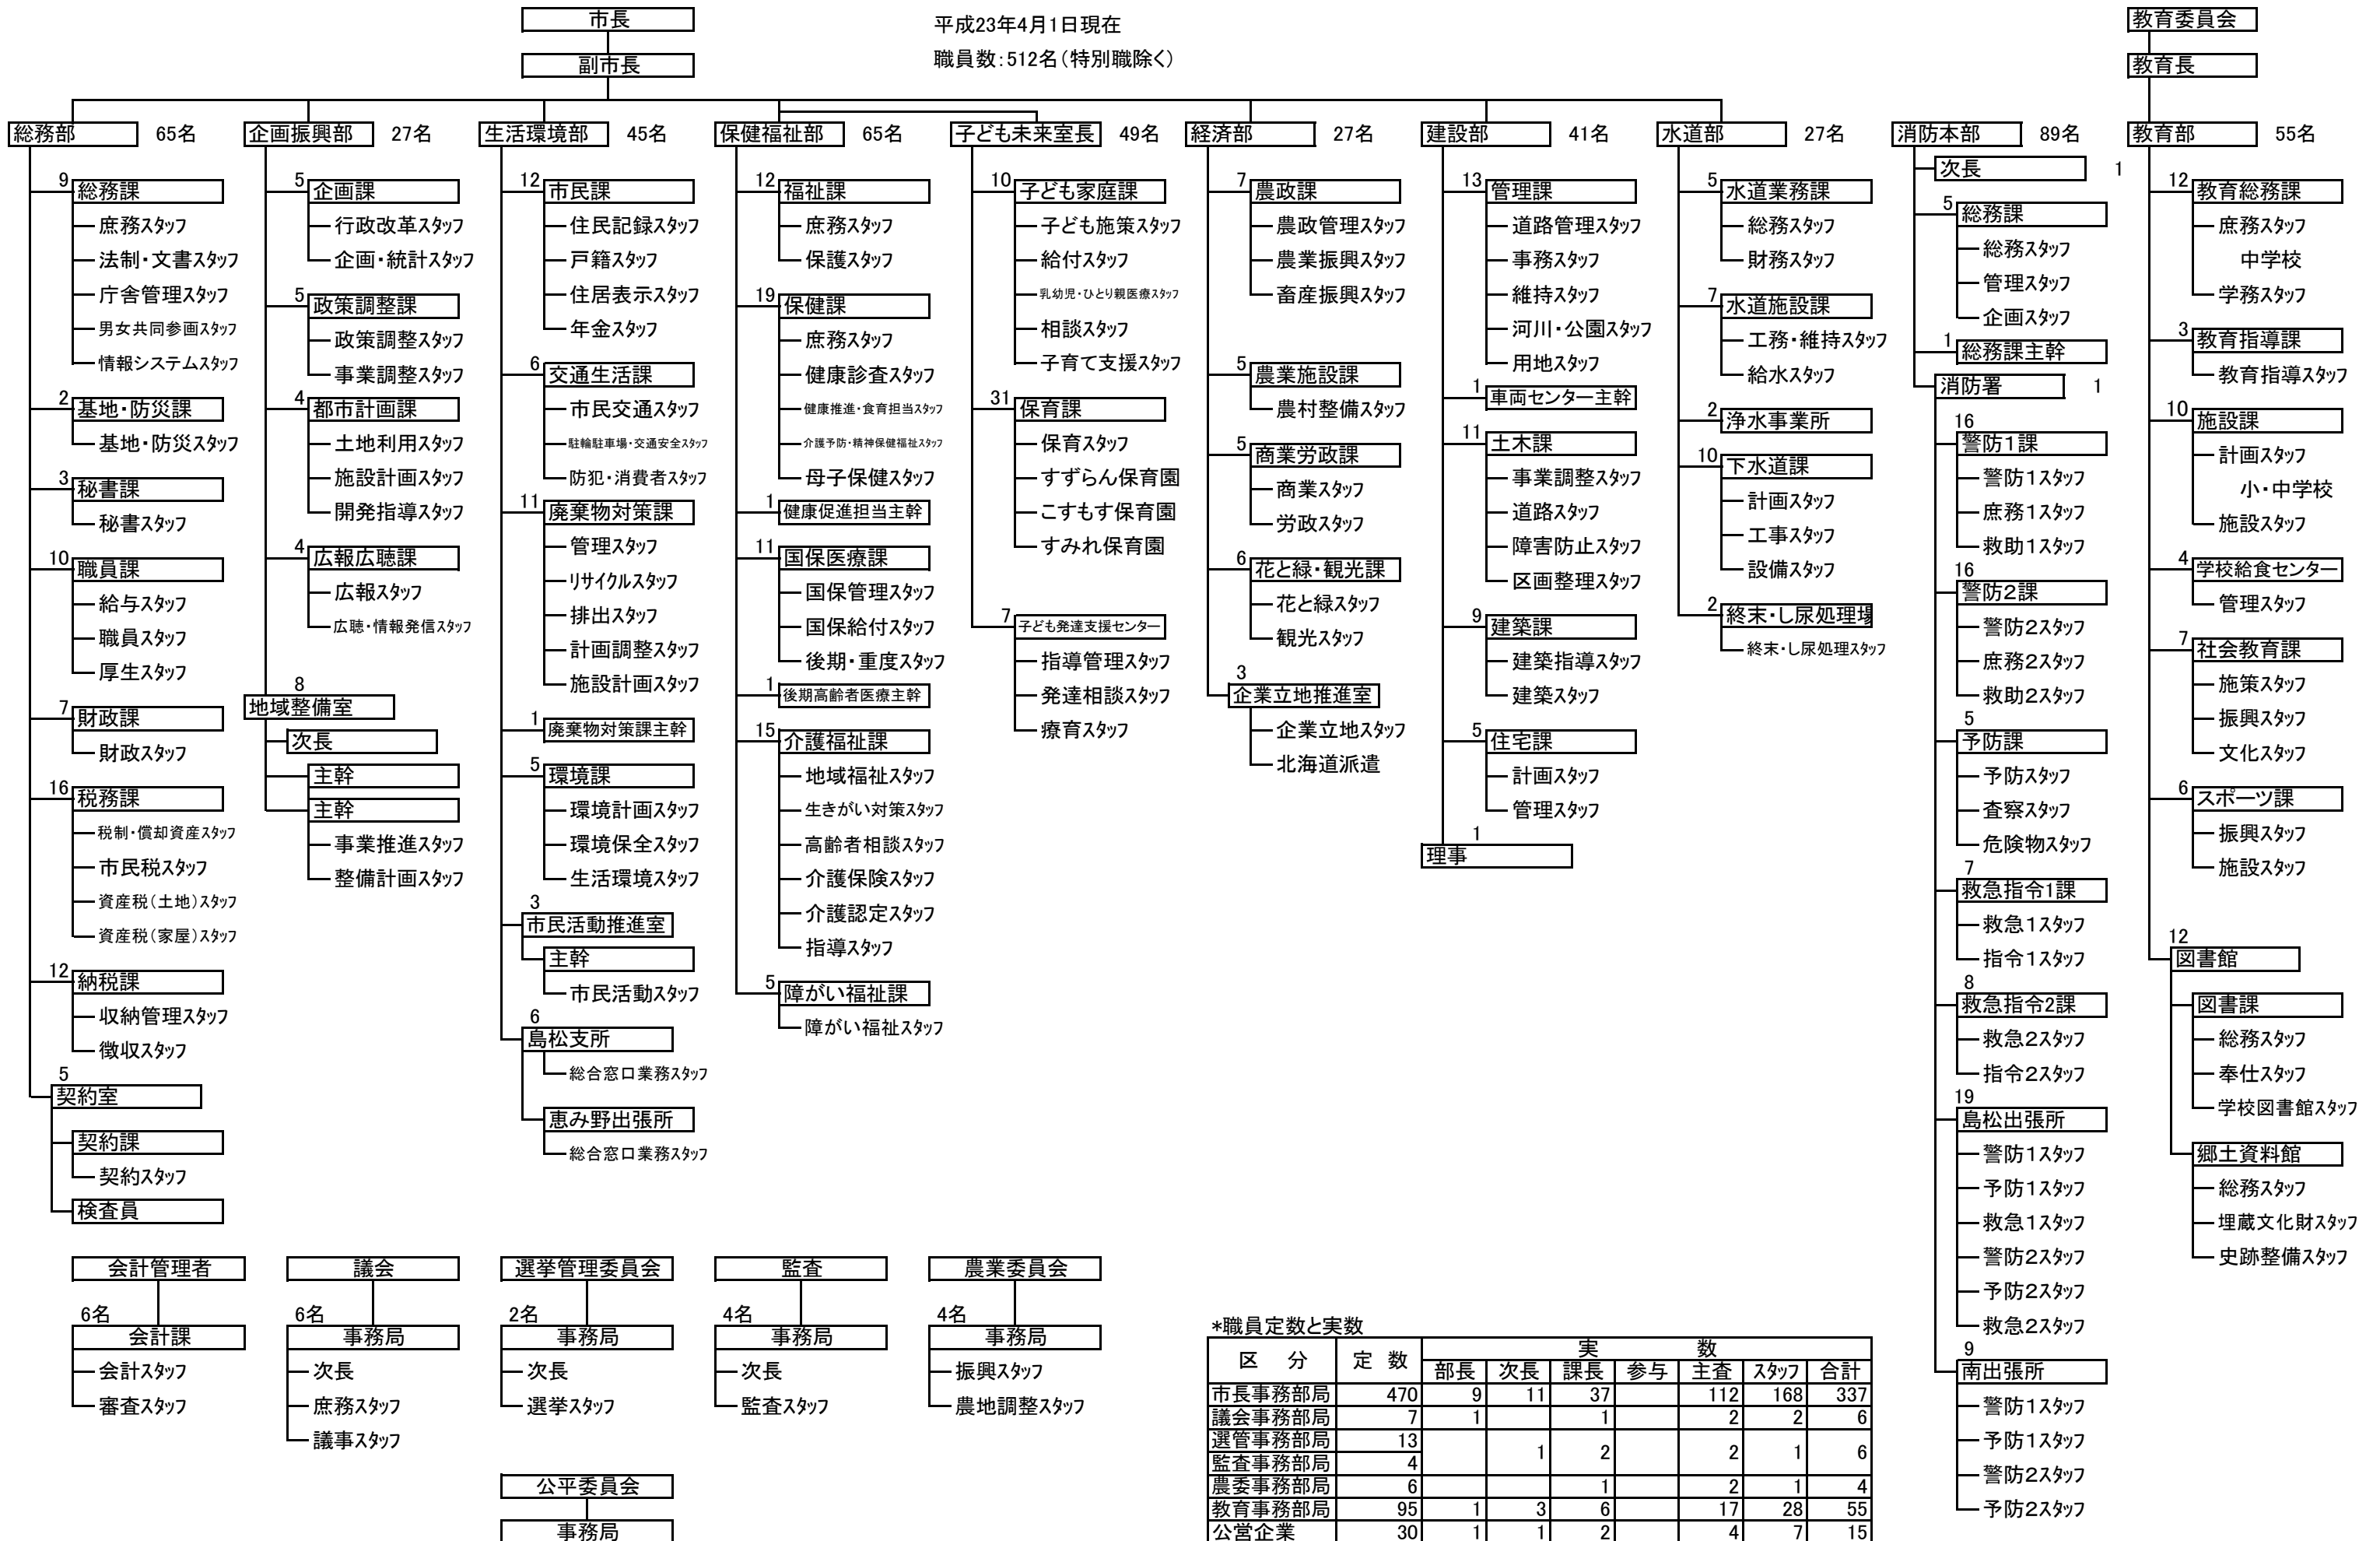 市長
副市長
平成23年4月1日現在
職員数：512名（特別職除く）
教育委員会
教育長
総務部 65名
9
総務課
庶務スタッフ
法制・文書スタッフ
庁舎管理スタッフ
男女共同参画スタッフ
情報システムスタッフ
2
基地・防災課
基地・防災スタッフ
3
秘書課
秘書スタッフ
10
職員課
給与スタッフ
職員スタッフ
厚生スタッフ
7
財政課
財政スタッフ
16
税務課
税制・償却資産スタッフ
市民税スタッフ
資産税（土地）スタッフ
資産税（家屋）スタッフ
12
納税課
収納管理スタッフ
徴収スタッフ
5
契約室
契約課
契約スタッフ
検査員
企画振興部 27名
5
企画課
行政改革スタッフ
企画・統計スタッフ
5
政策調整課
政策調整スタッフ
事業調整スタッフ
4
都市計画課
土地利用スタッフ
施設計画スタッフ
開発指導スタッフ
4
広報広聴課
広報スタッフ
広聴・情報発信スタッフ
8
地域整備室
次長
主幹
主幹
事業推進スタッフ
整備計画スタッフ
生活環境部 45名
12
市民課
住民記録スタッフ
戸籍スタッフ
住居表示スタッフ
年金スタッフ
6
交通生活課
市民交通スタッフ
駐輪駐車場・交通安全スタッフ
防犯・消費者スタッフ
11
廃棄物対策課
管理スタッフ
リサイクルスタッフ
排出スタッフ
計画調整スタッフ
施設計画スタッフ
1
廃棄物対策課主幹
5
環境課
環境計画スタッフ
環境保全スタッフ
生活環境スタッフ
3
市民活動推進室
主幹
市民活動スタッフ
6
島松支所
総合窓口業務スタッフ
恵み野出張所
総合窓口業務スタッフ
保健福祉部 65名
12
福祉課
庶務スタッフ
保護スタッフ
19
保健課
庶務スタッフ
健康診査スタッフ
健康推進・食育担当スタッフ
介護予防・精神保健福祉スタッフ
母子保健スタッフ
1
健康促進担当主幹
11
国保医療課
国保管理スタッフ
国保給付スタッフ
後期・重度スタッフ
1
後期高齢者医療主幹
15
介護福祉課
地域福祉スタッフ
生きがい対策スタッフ
高齢者相談スタッフ
介護保険スタッフ
介護認定スタッフ
指導スタッフ
5
障がい福祉課
障がい福祉スタッフ
子ども未来室長 49名
10
子ども家庭課
子ども施策スタッフ
給付スタッフ
乳幼児・ひとり親医療スタッフ
相談スタッフ
子育て支援スタッフ
31
保育課
保育スタッフ
すずらん保育園
こすもす保育園
すみれ保育園
7
子ども発達支援センター
指導管理スタッフ
発達相談スタッフ
療育スタッフ
経済部 27名
7
農政課
農政管理スタッフ
農業振興スタッフ
畜産振興スタッフ
5
農業施設課
農村整備スタッフ
5
商業労政課
商業スタッフ
労政スタッフ
6
花と緑・観光課
花と緑スタッフ
観光スタッフ
3
企業立地推進室
企業立地スタッフ
北海道派遣
建設部 41名
13
管理課
道路管理スタッフ
事務スタッフ
維持スタッフ
河川・公園スタッフ
用地スタッフ
1
車両センター主幹
11
土木課
事業調整スタッフ
道路スタッフ
障害防止スタッフ
区画整理スタッフ
9
建築課
建築指導スタッフ
建築スタッフ
5
住宅課
計画スタッフ
管理スタッフ
1
理事
水道部 27名
5
水道業務課
総務スタッフ
財務スタッフ
7
水道施設課
工務・維持スタッフ
給水スタッフ
2
浄水事業所
10
下水道課
計画スタッフ
工事スタッフ
設備スタッフ
2
終末・し尿処理場
終末・し尿処理スタッフ
消防本部 89名
次長 1
5
総務課
総務スタッフ
管理スタッフ
企画スタッフ
1
総務課主幹
消防署 1
16
警防1課
警防1スタッフ
庶務1スタッフ
救助1スタッフ
16
警防2課
警防2スタッフ
庶務2スタッフ
救助2スタッフ
5
予防課
予防スタッフ
査察スタッフ
危険物スタッフ
7
救急指令1課
救急1スタッフ
指令1スタッフ
8
救急指令2課
救急2スタッフ
指令2スタッフ
19
島松出張所
警防1スタッフ
予防1スタッフ
救急1スタッフ
警防2スタッフ
予防2スタッフ
救急2スタッフ
9
南出張所
警防1スタッフ
予防1スタッフ
警防2スタッフ
予防2スタッフ
教育部 55名
12
教育総務課
庶務スタッフ
中学校
学務スタッフ
3
教育指導課
教育指導スタッフ
10
施設課
計画スタッフ
小・中学校
施設スタッフ
4
学校給食センター
管理スタッフ
7
社会教育課
施策スタッフ
振興スタッフ
文化スタッフ
6
スポーツ課
振興スタッフ
施設スタッフ
12
図書館
図書課
総務スタッフ
奉仕スタッフ
学校図書館スタッフ
郷土資料館
総務スタッフ
埋蔵文化財スタッフ
史跡整備スタッフ
会計管理者
6名
会計課
会計スタッフ
審査スタッフ
議会
6名
事務局
次長
庶務スタッフ
議事スタッフ
選挙管理委員会
2名
事務局
次長
選挙スタッフ
監査
4名
事務局
次長
監査スタッフ
農業委員会
4名
事務局
振興スタッフ
農地調整スタッフ
公平委員会
事務局
*職員定数と実数
区 分 定 数 実 数
部長 次長 課長 参与 主査 スタッフ 合計
市長事務部局 470 9 11 37 112 168 337
議会事務部局 7 1 1 2 2 6
選管事務部局 13 1 2 2 1 6
監査事務部局 4
農委事務部局 6 1 2 1 4
教育事務部局 95 1 3 6 17 28 55
公営企業 30 1 1 2 4 7 15